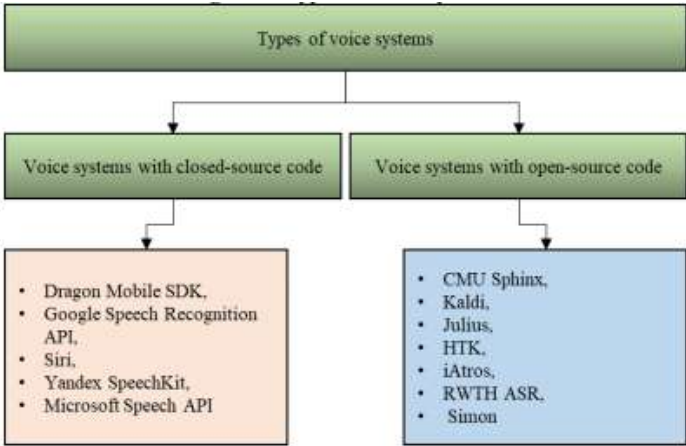 Types of voice systems
Voice systems with closed-source code
Voice systems with open-source code
• Dragon Mobile SDK,
• Google Speech Recognition
API,
• Siri,
• Yandex SpeechKit,
• Microsoft Speech API
• CMU Sphinx,
• Kaldi,
• Julius,
• HTK,
• iAtros,
• RWTH ASR,
• Simon